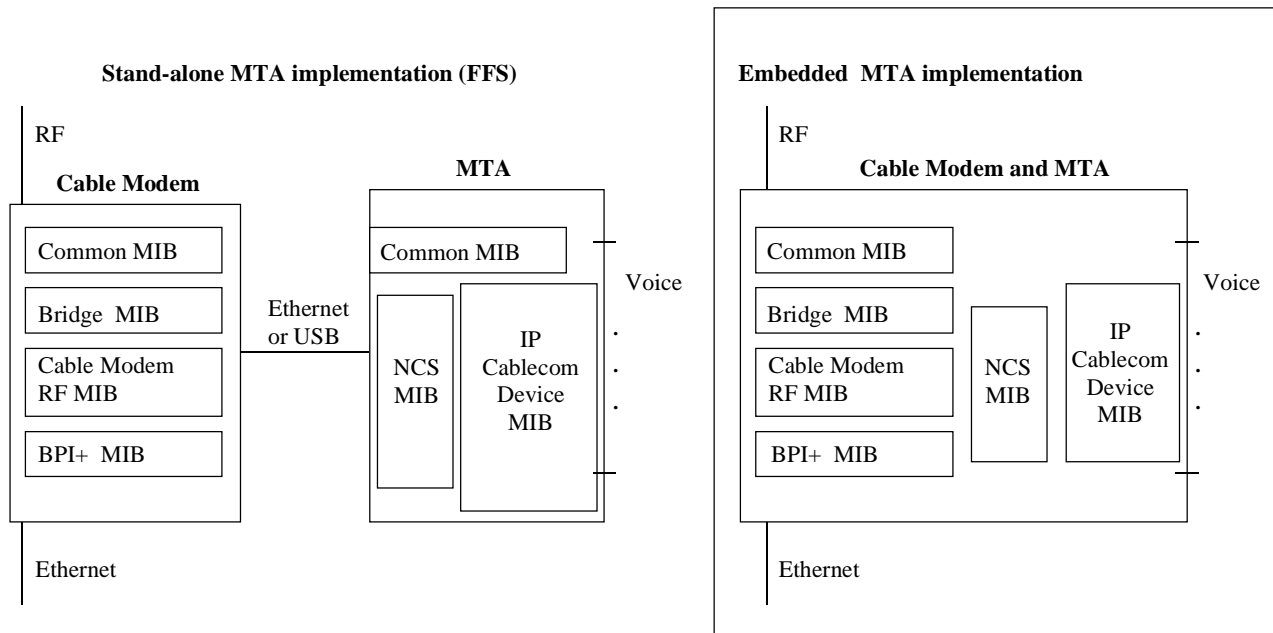 Stand-alone MTA implementation (FFS)
RF
Cable Modem
Common MIB
Bridge MIB
Cable Modem
RF MIB
BPI+ MIB
Ethernet
Ethernet
or USB
MTA
Common MIB
NCS
MIB
IP
Cablecom
Device
MIB
Voice
.
.
.
Embedded MTA implementation
RF
Cable Modem and MTA
Common MIB
Bridge MIB
Cable Modem
RF MIB
BPI+ MIB
NCS
MIB
IP
Cablecom
Device
MIB
Voice
.
.
.
Ethernet